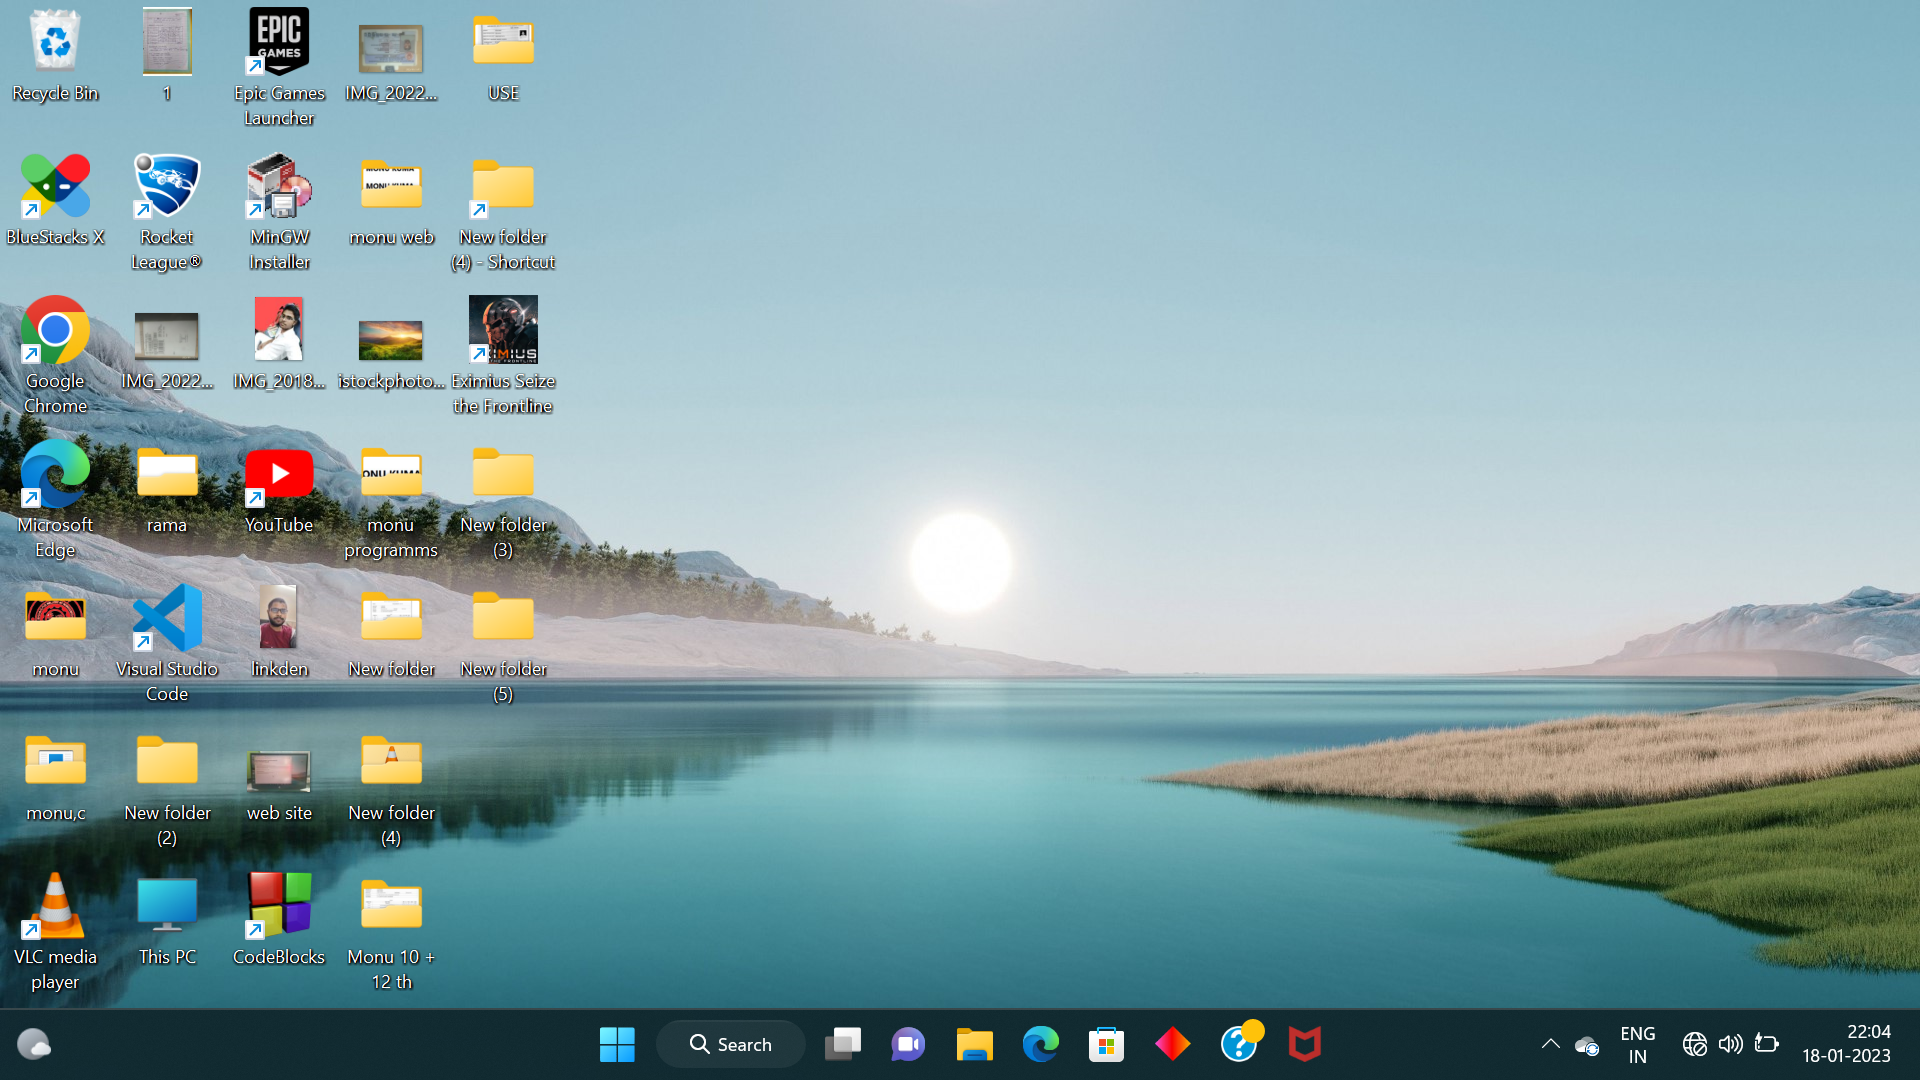 Recycle Bin
1
EPIC
GAMES
Epic Games
Launcher
IMG_2022...
USE
BlueStacks X
Rocket
League®
MinGW
Installer
MONU KUMA
monu web
New folder
(4) - Shortcut
Google
Chrome
IMG_2022...
IMG_2018...
istockphoto...
Eximius Seize
the Frontline
Microsoft
Edge
rama
YouTube
ONU KUMA
monu
programms
New folder
(3)
monu
Visual Studio
Code
linkden
New folder
New folder
(5)
monu,c
New folder
(2)
web site
New folder
(4)
VLC media
player
This PC
CodeBlocks
Monu 10 +
12 th
Search
ENG
IN
22:04
18-01-2023